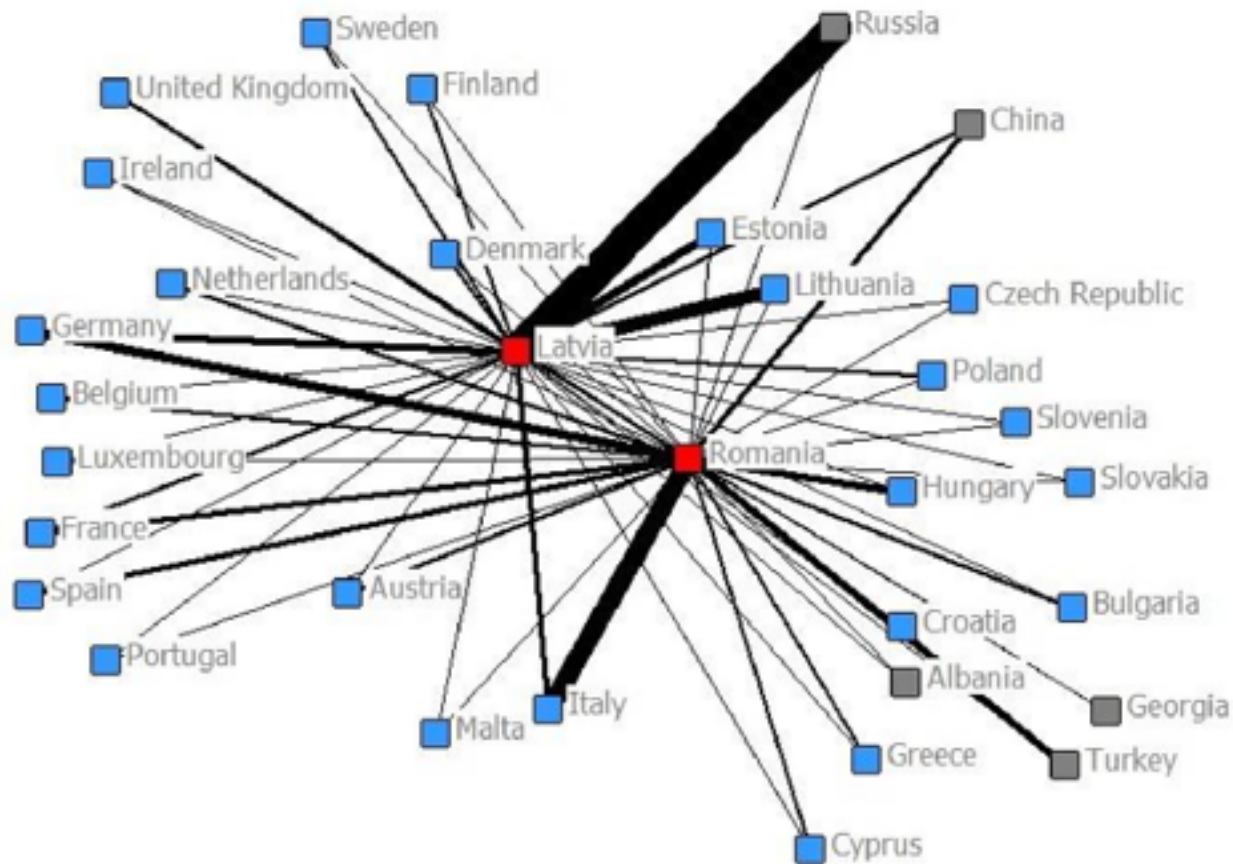 Sweden
Russia
United Kingdom
Finland
China
Ireland
Denmark
Estonia
Netherlands
Lithuania
Czech Republic
Germany
Latvia
Belgium
Poland
Slovenia
Luxembourg
Romania
Hungary
Slovakia
France
Spain
Austria
Bulgaria
Croatia
Portugal
Albania
Italy
Malta
Georgia
Greece
Turkey
Cyprus